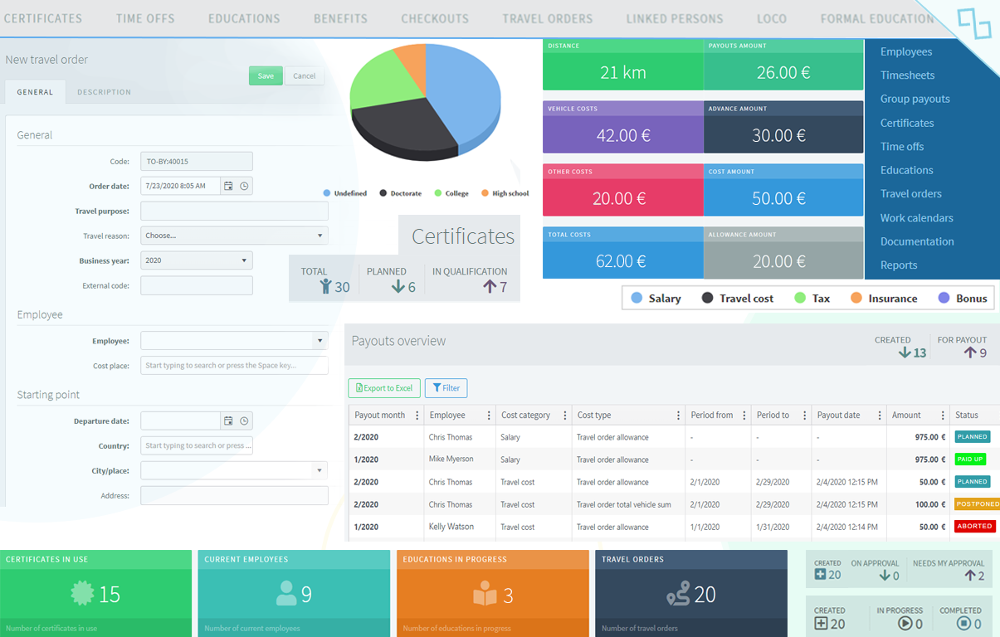 CERTIFICATES TIME OFFS EDUCATIONS BENEFITS CHECKOUTS TRAVEL ORDERS LINKED PERSONS LOCO FORMAL EDUCATION
New travel order
Save Cancel
GENERAL DESCRIPTION
General
Code: TO-BY:40015
Order date: 7/23/2020 8:05 AM
Travel purpose:
Travel reason: Choose...
Business year: 2020
External code:
Employee
Employee:
Cost place: Start typing to search or press the Space key...
Starting point
Departure date:
Country: Start typing to search or press ...
City/place:
Address:
Undefined Doctorate College High school
Certificates
TOTAL PLANNED IN QUALIFICATION
30 6 7
DISTANCE PAYOUTS AMOUNT
21 km 26.00 €
VEHICLE COSTS ADVANCE AMOUNT
42.00 € 30.00 €
OTHER COSTS COST AMOUNT
20.00 € 50.00 €
TOTAL COSTS ALLOWANCE AMOUNT
62.00 € 20.00 €
Employees
Timesheets
Group payouts
Certificates
Time offs
Educations
Travel orders
Work calendars
Documentation
Reports
Salary Travel cost Tax Insurance Bonus
Payouts overview
CREATED FOR PAYOUT
13 9
Export to Excel Filter
Payout month Employee Cost category Cost type Period from Period to Payout date Amount Status
2/2020 Chris Thomas Salary Travel order allowance - - - 975.00 € PLANNED
1/2020 Mike Myerson Salary Travel order allowance - - - 975.00 € PAID UP
2/2020 Chris Thomas Travel cost Travel order allowance 2/1/2020 2/29/2020 2/4/2020 12:15 PM 50.00 € PLANNED
2/2020 Chris Thomas Travel cost Travel order total vehicle sum 2/1/2020 2/29/2020 2/4/2020 12:15 PM 100.00 € POSTPONED
1/2020 Kelly Watson Travel cost Travel order allowance 1/1/2020 1/31/2020 2/4/2020 12:14 PM 50.00 € ABORTED
CERTIFICATES IN USE
15
Number of certificates in use
CURRENT EMPLOYEES
9
Number of current employees
EDUCATIONS IN PROGRESS
3
Number of educations in progress
TRAVEL ORDERS
20
Number of travel orders
CREATED ON APPROVAL NEEDS MY APPROVAL
20 0 2
CREATED IN PROGRESS COMPLETED
20 0 0